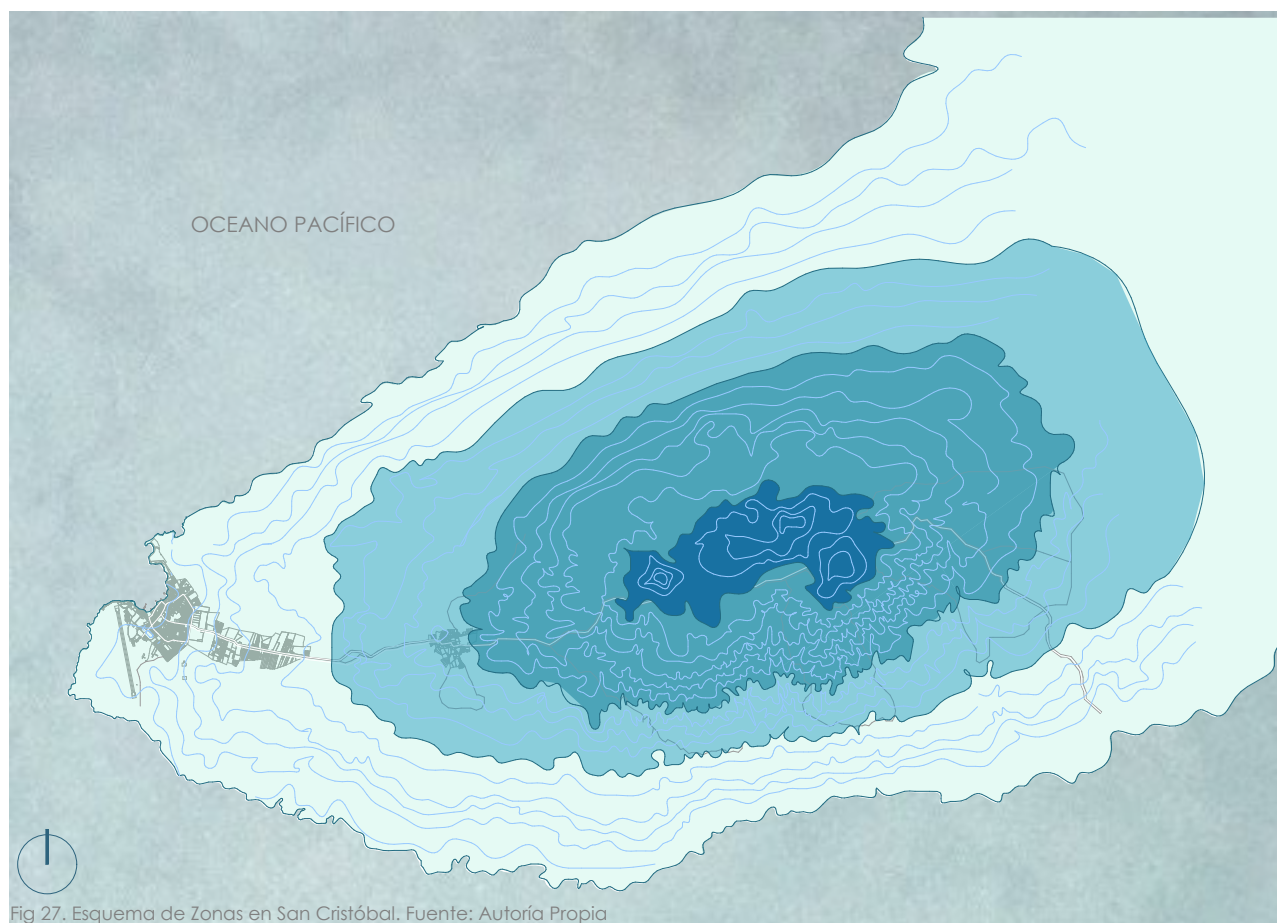 OCEANO PACÍFICO
Fig 27. Esquema de Zonas en San Cristóbal. Fuente: Autoría Propia